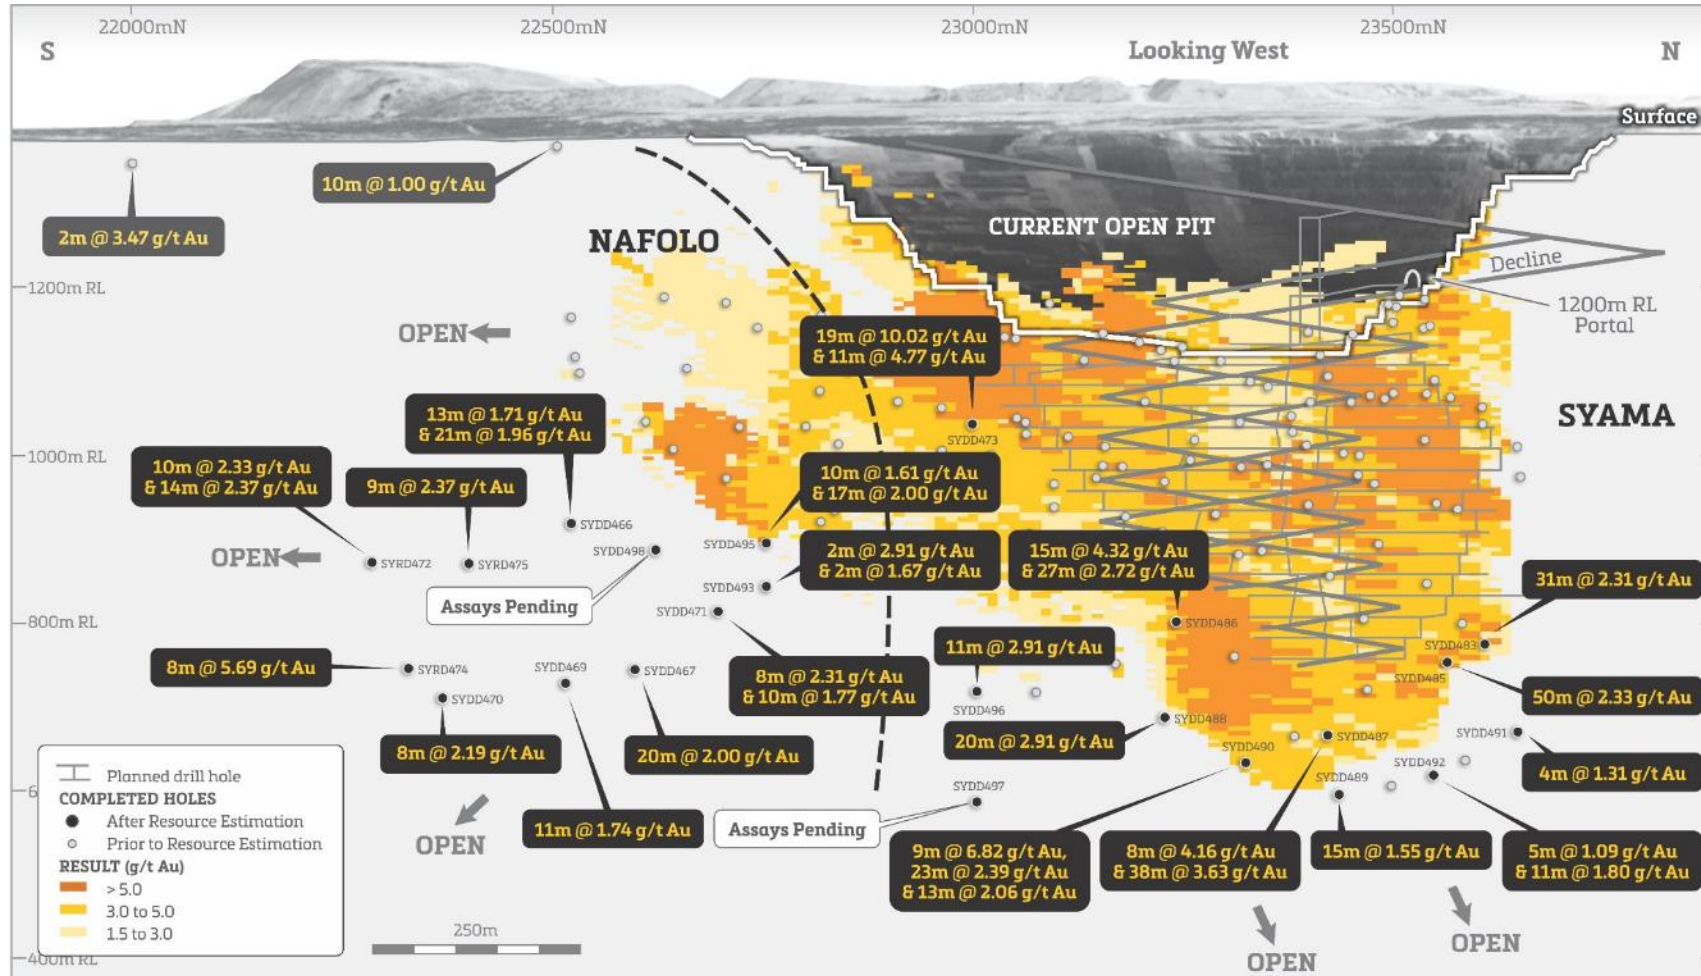 22000mN
22500mN
23000mN
23500mN
S
Looking West
N
Surface
10m @ 1.00 g/t Au
2m @ 3.47 g/t Au
NAFOLO
CURRENT OPEN PIT
Decline
1200m RL
1200m RL
Portal
OPEN
19m @ 10.02 g/t Au
& 11m @ 4.77 g/t Au
SYDD473
SYAMA
13m @ 1.71 g/t Au
& 21m @ 1.96 g/t Au
1000m RL
10m @ 2.33 g/t Au
& 14m @ 2.37 g/t Au
9m @ 2.37 g/t Au
10m @ 1.61 g/t Au
& 17m @ 2.00 g/t Au
SYDD466
SYDD498
SYDD495
OPEN
SYRD472
SYRD475
2m @ 2.91 g/t Au
& 2m @ 1.67 g/t Au
15m @ 4.32 g/t Au
& 27m @ 2.72 g/t Au
31m @ 2.31 g/t Au
SYDD493
Assays Pending
SYDD471
800m RL
SYDD486
SYDD483
8m @ 5.69 g/t Au
SYRD474
SYDD469
SYDD467
11m @ 2.91 g/t Au
SYDD485
8m @ 2.31 g/t Au
& 10m @ 1.77 g/t Au
50m @ 2.33 g/t Au
SYDD470
SYDD496
SYDD488
20m @ 2.91 g/t Au
SYDD487
SYDD491
8m @ 2.19 g/t Au
20m @ 2.00 g/t Au
SYDD490
SYDD492
4m @ 1.31 g/t Au
SYDD489
SYDD497
Assays Pending
11m @ 1.74 g/t Au
OPEN
9m @ 6.82 g/t Au,
23m @ 2.39 g/t Au
& 13m @ 2.06 g/t Au
8m @ 4.16 g/t Au
& 38m @ 3.63 g/t Au
15m @ 1.55 g/t Au
5m @ 1.09 g/t Au
& 11m @ 1.80 g/t Au
OPEN
OPEN
Planned drill hole
COMPLETED HOLES
After Resource Estimation
Prior to Resource Estimation
RESULT (g/t Au)
> 5.0
3.0 to 5.0
1.5 to 3.0
250m
400m RL